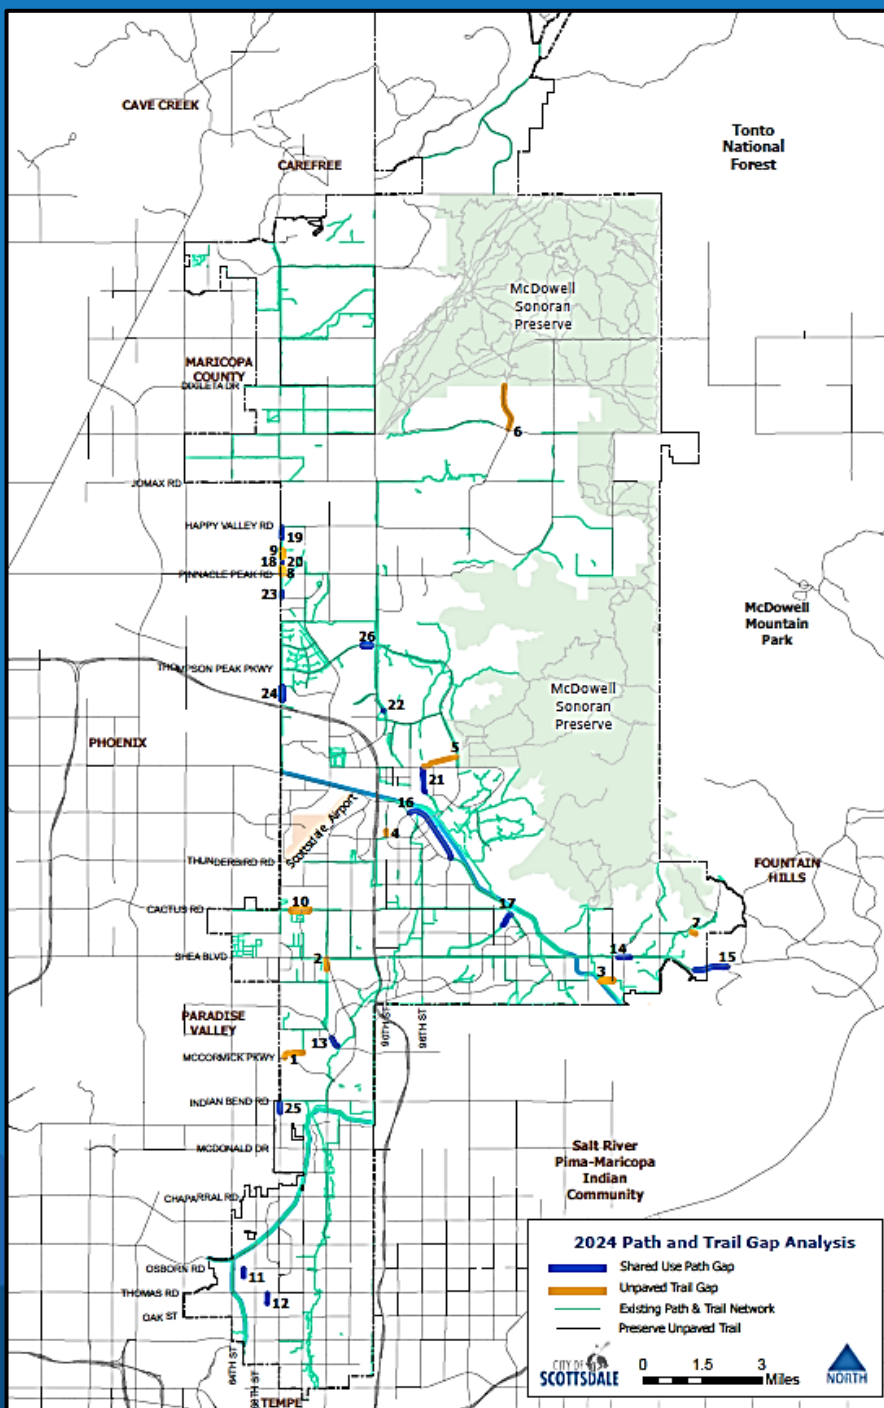 CAVE CREEK
Tonto
National
Forest
CAREFREE
McDowell
Sonoran
Preserve
MARICOPA
COUNTY
DIXILETA DR
6
JOMAX RD
HAPPY VALLEY RD
19
9
18
20
PINNACLE PEAK RD
8
23
McDowell
Mountain
Park
26
THOMPSON PEAK PKWY
24
22
McDowell
Sonoran
Preserve
PHOENIX
5
21
16
Scottsdale Airport
4
THUNDERBIRD RD
FOUNTAIN
HILLS
10
17
CACTUS RD
7
SHEA BLVD
2
14
15
3
PARADISE
VALLEY
90TH ST
96TH ST
13
MCCORMICK PKWY
1
INDIAN BEND RD
25
MCDONALD DR
Salt River
Pima-Maricopa
Indian
Community
CHAPARRAL RD
OSBORN RD
11
THOMAS RD
12
OAK ST
64TH ST
TEMPE
2024 Path and Trail Gap Analysis
Shared Use Path Gap
Unpaved Trail Gap
Existing Path & Trail Network
Preserve Unpaved Trail
CITY OF
SCOTTSDALE
0 1.5 3
Miles
NORTH